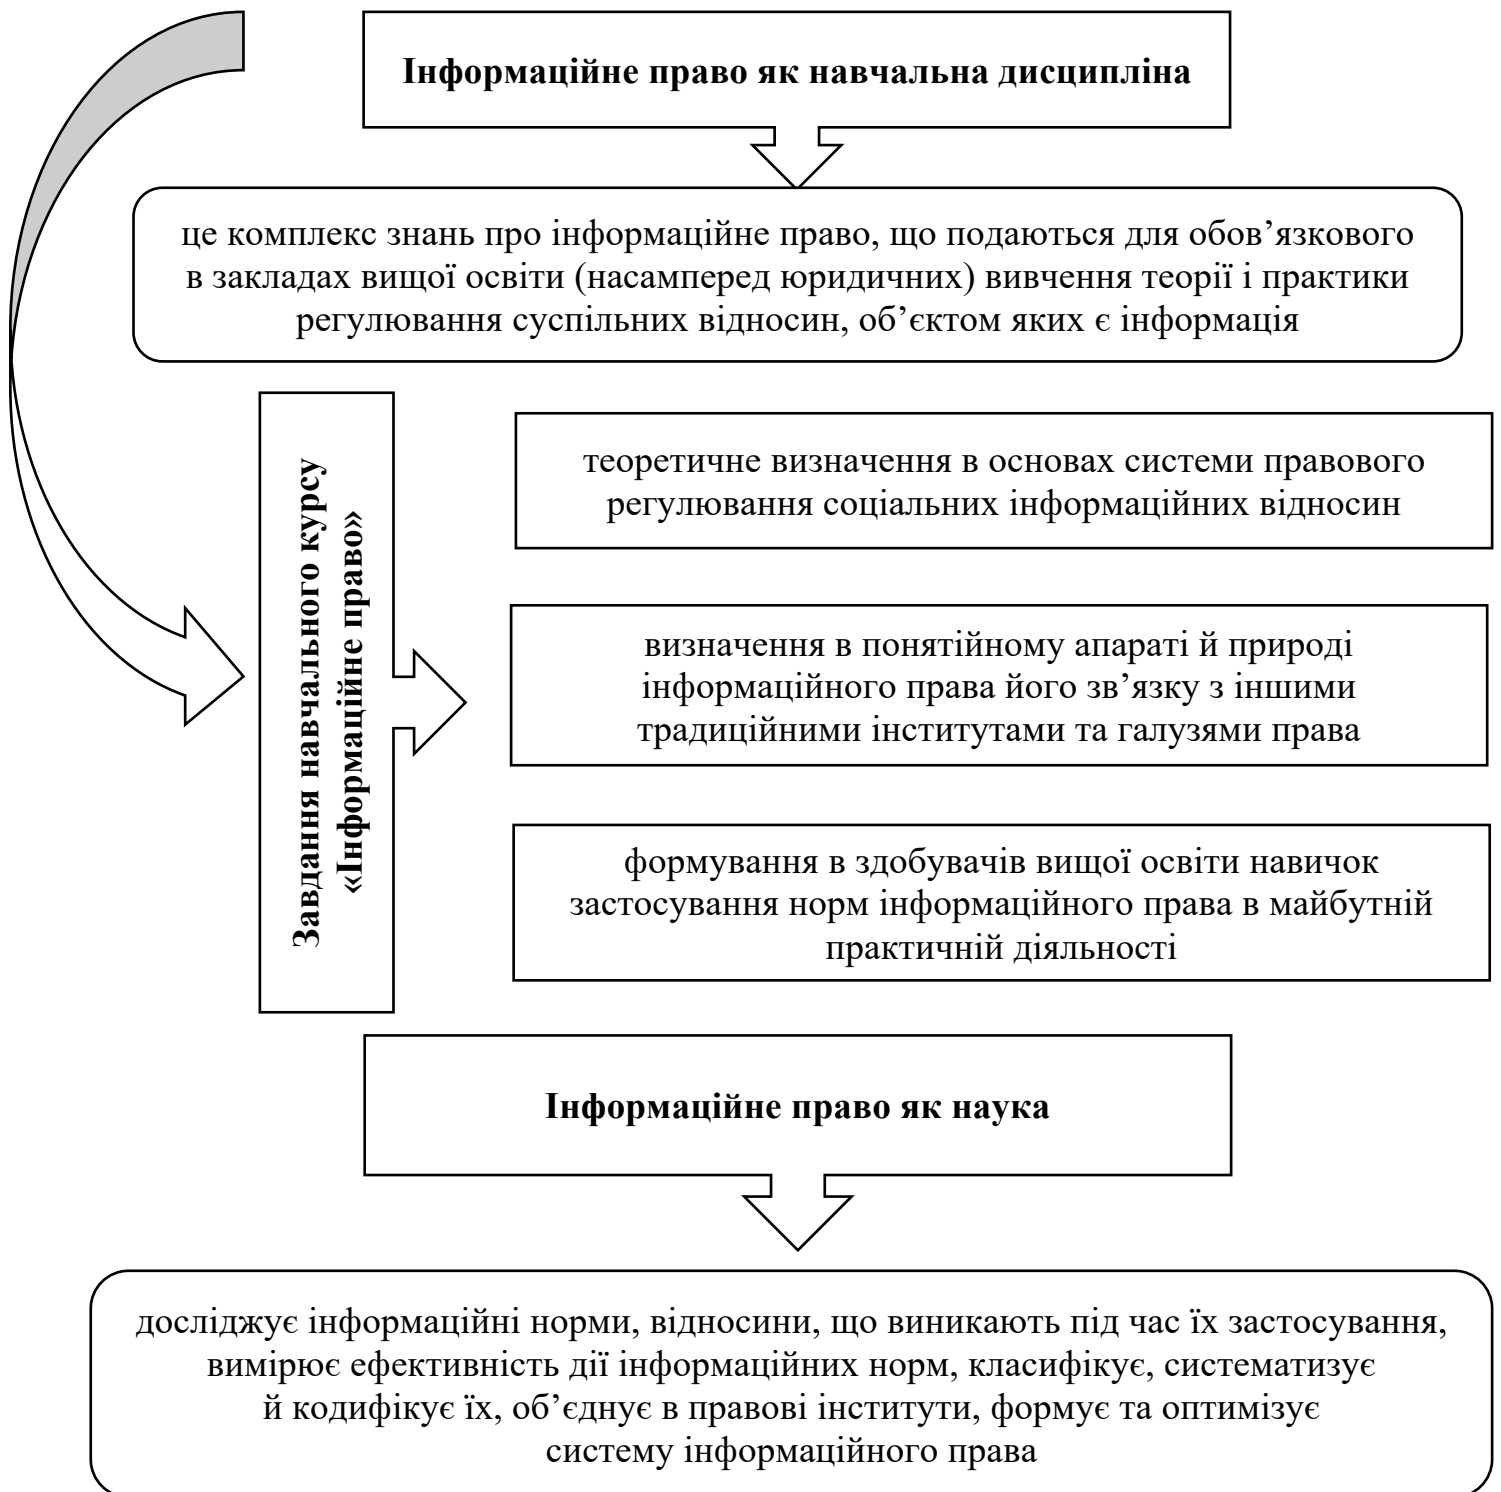 Інформаційне право як навчальна дисципліна
це комплекс знань про інформаційне право, що подаються для обов’язкового
в закладах вищої освіти (насамперед юридичних) вивчення теорії і практики
регулювання суспільних відносин, об’єктом яких є інформація
Завдання навчального курсу
«Інформаційне право»
теоретичне визначення в основах системи правового
регулювання соціальних інформаційних відносин
визначення в понятійному апараті й природі
інформаційного права його зв’язку з іншими
традиційними інститутами та галузями права
формування в здобувачів вищої освіти навичок
застосування норм інформаційного права в майбутній
практичній діяльності
Інформаційне право як наука
досліджує інформаційні норми, відносини, що виникають під час їх застосування,
вимірює ефективність дії інформаційних норм, класифікує, систематизує
й кодифікує їх, об’єднує в правові інститути, формує та оптимізує
систему інформаційного права